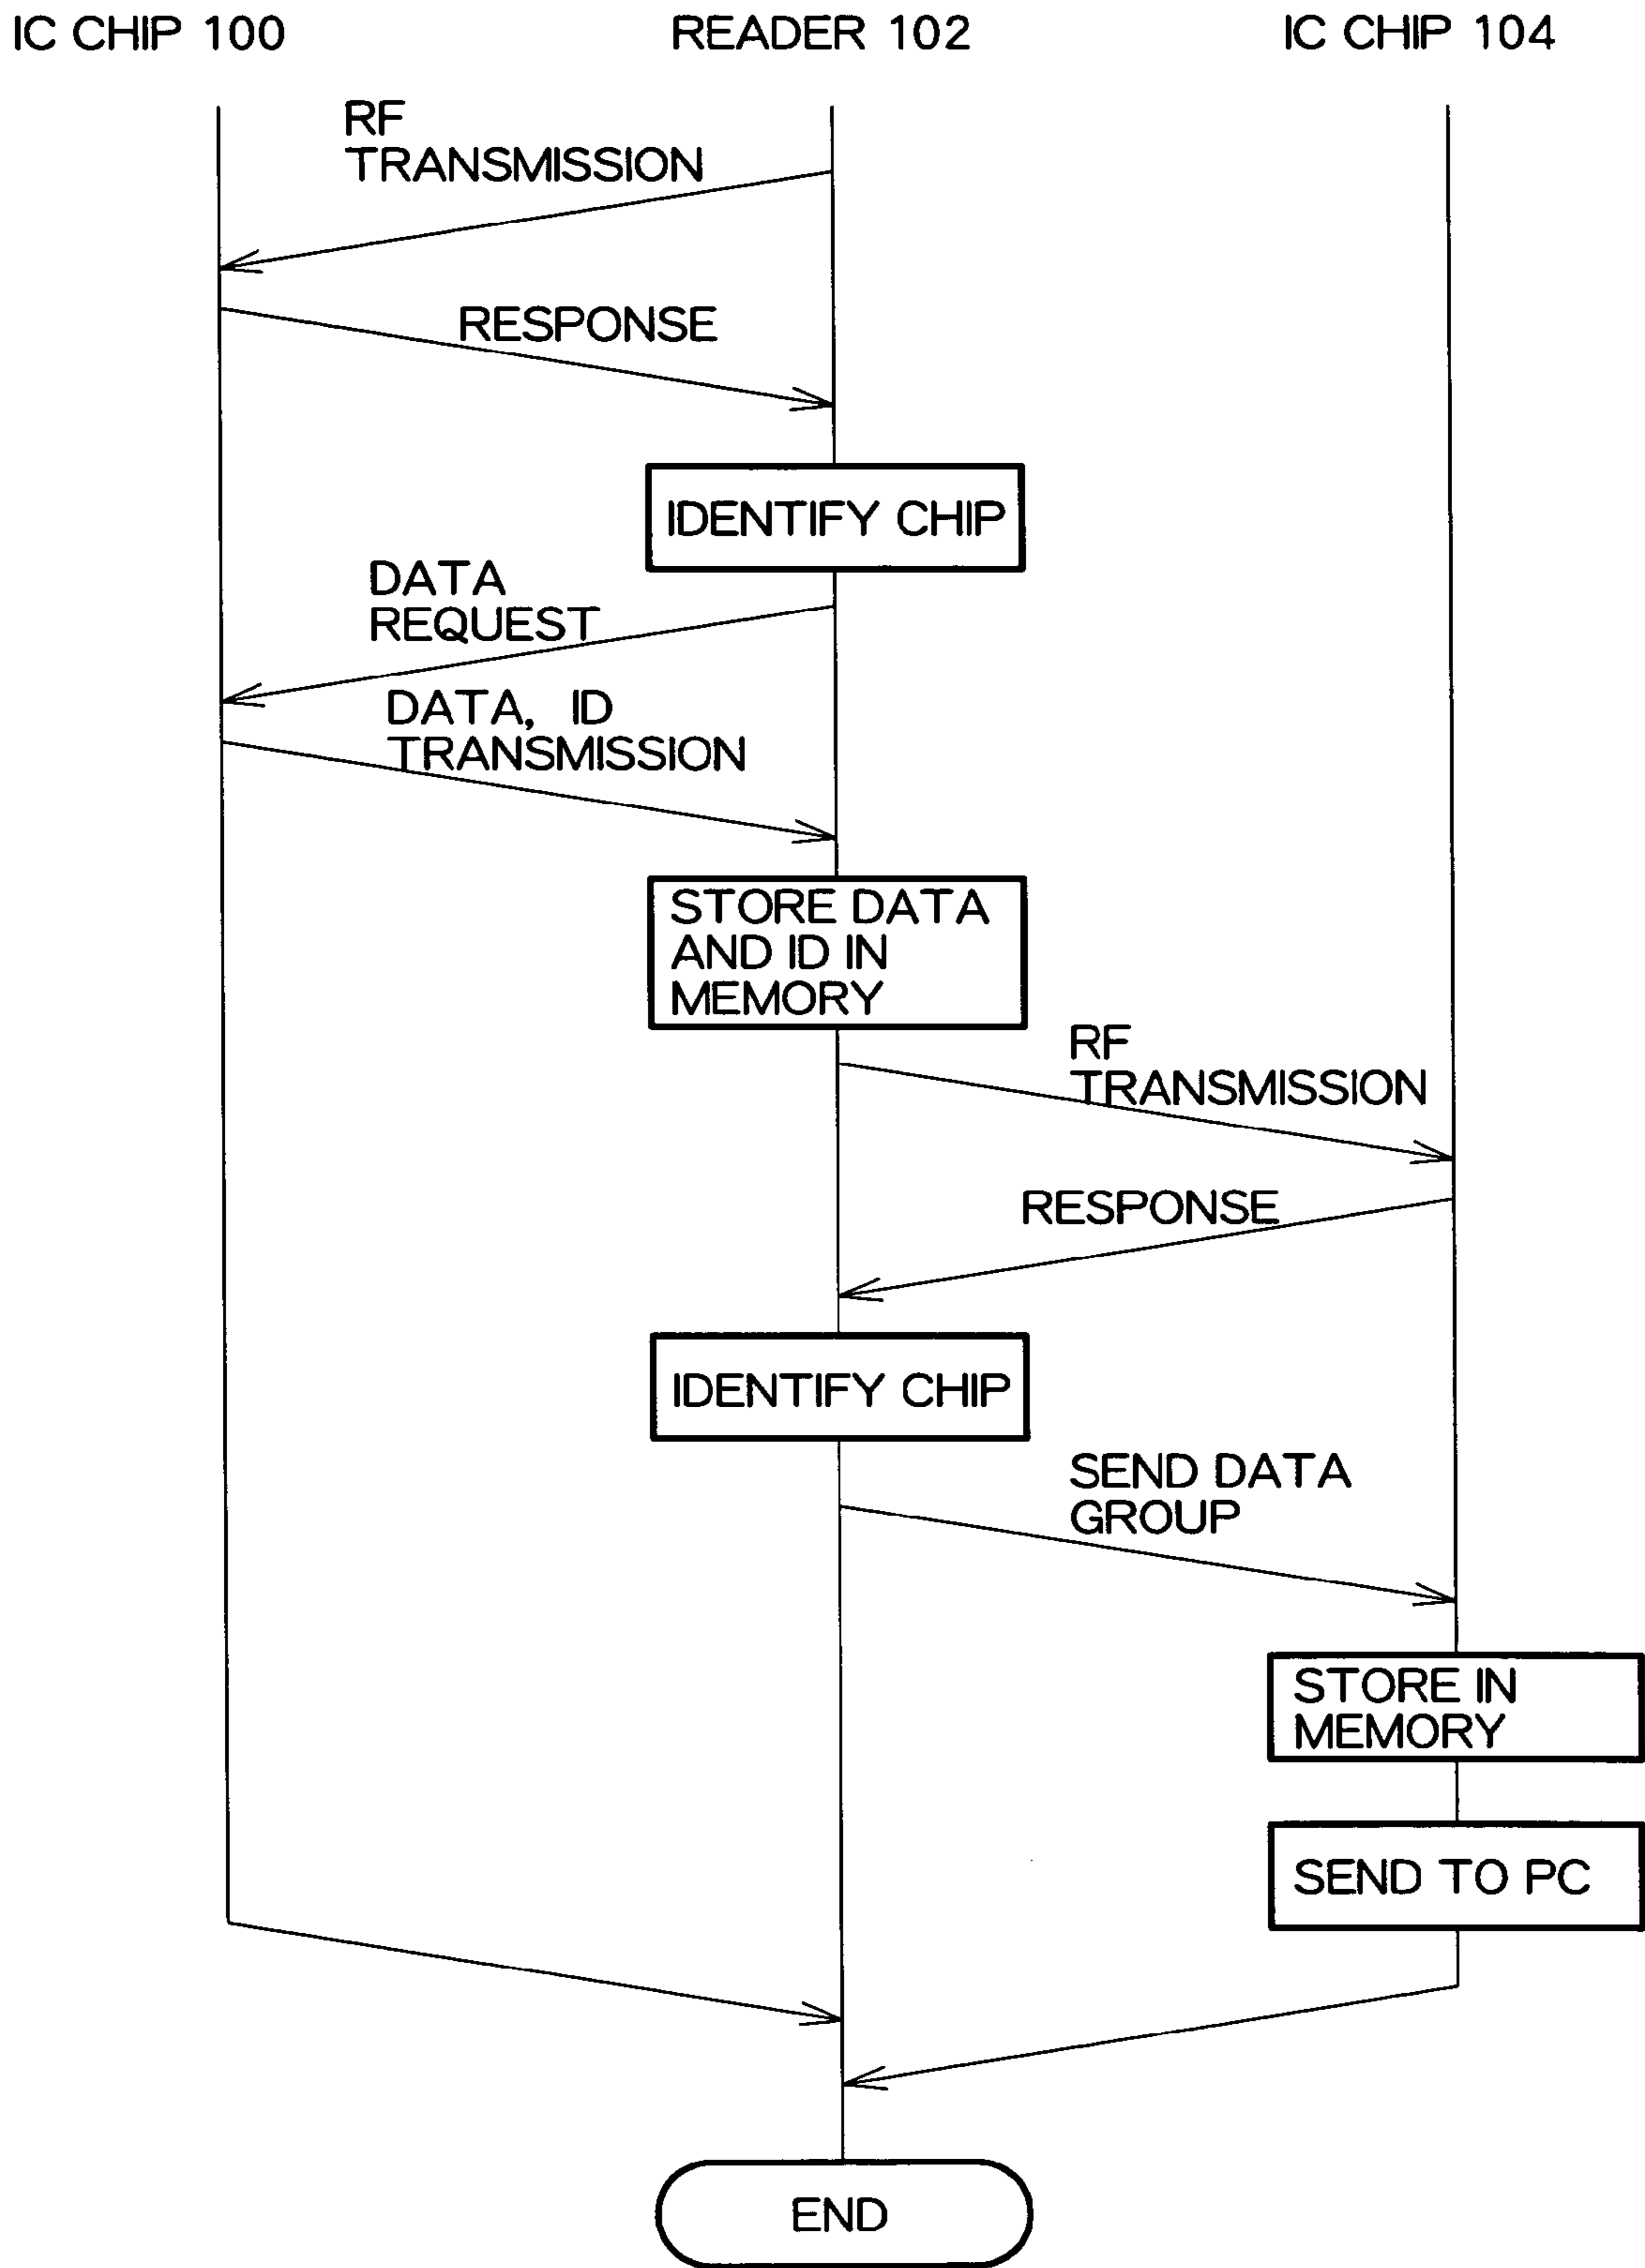 IC CHIP 100
READER 102
IC CHIP 104
RF
TRANSMISSION
RESPONSE
IDENTIFY CHIP
DATA
REQUEST
DATA, ID
TRANSMISSION
STORE DATA
AND ID IN
MEMORY
RF
TRANSMISSION
RESPONSE
IDENTIFY CHIP
SEND DATA
GROUP
STORE IN
MEMORY
SEND TO PC
END